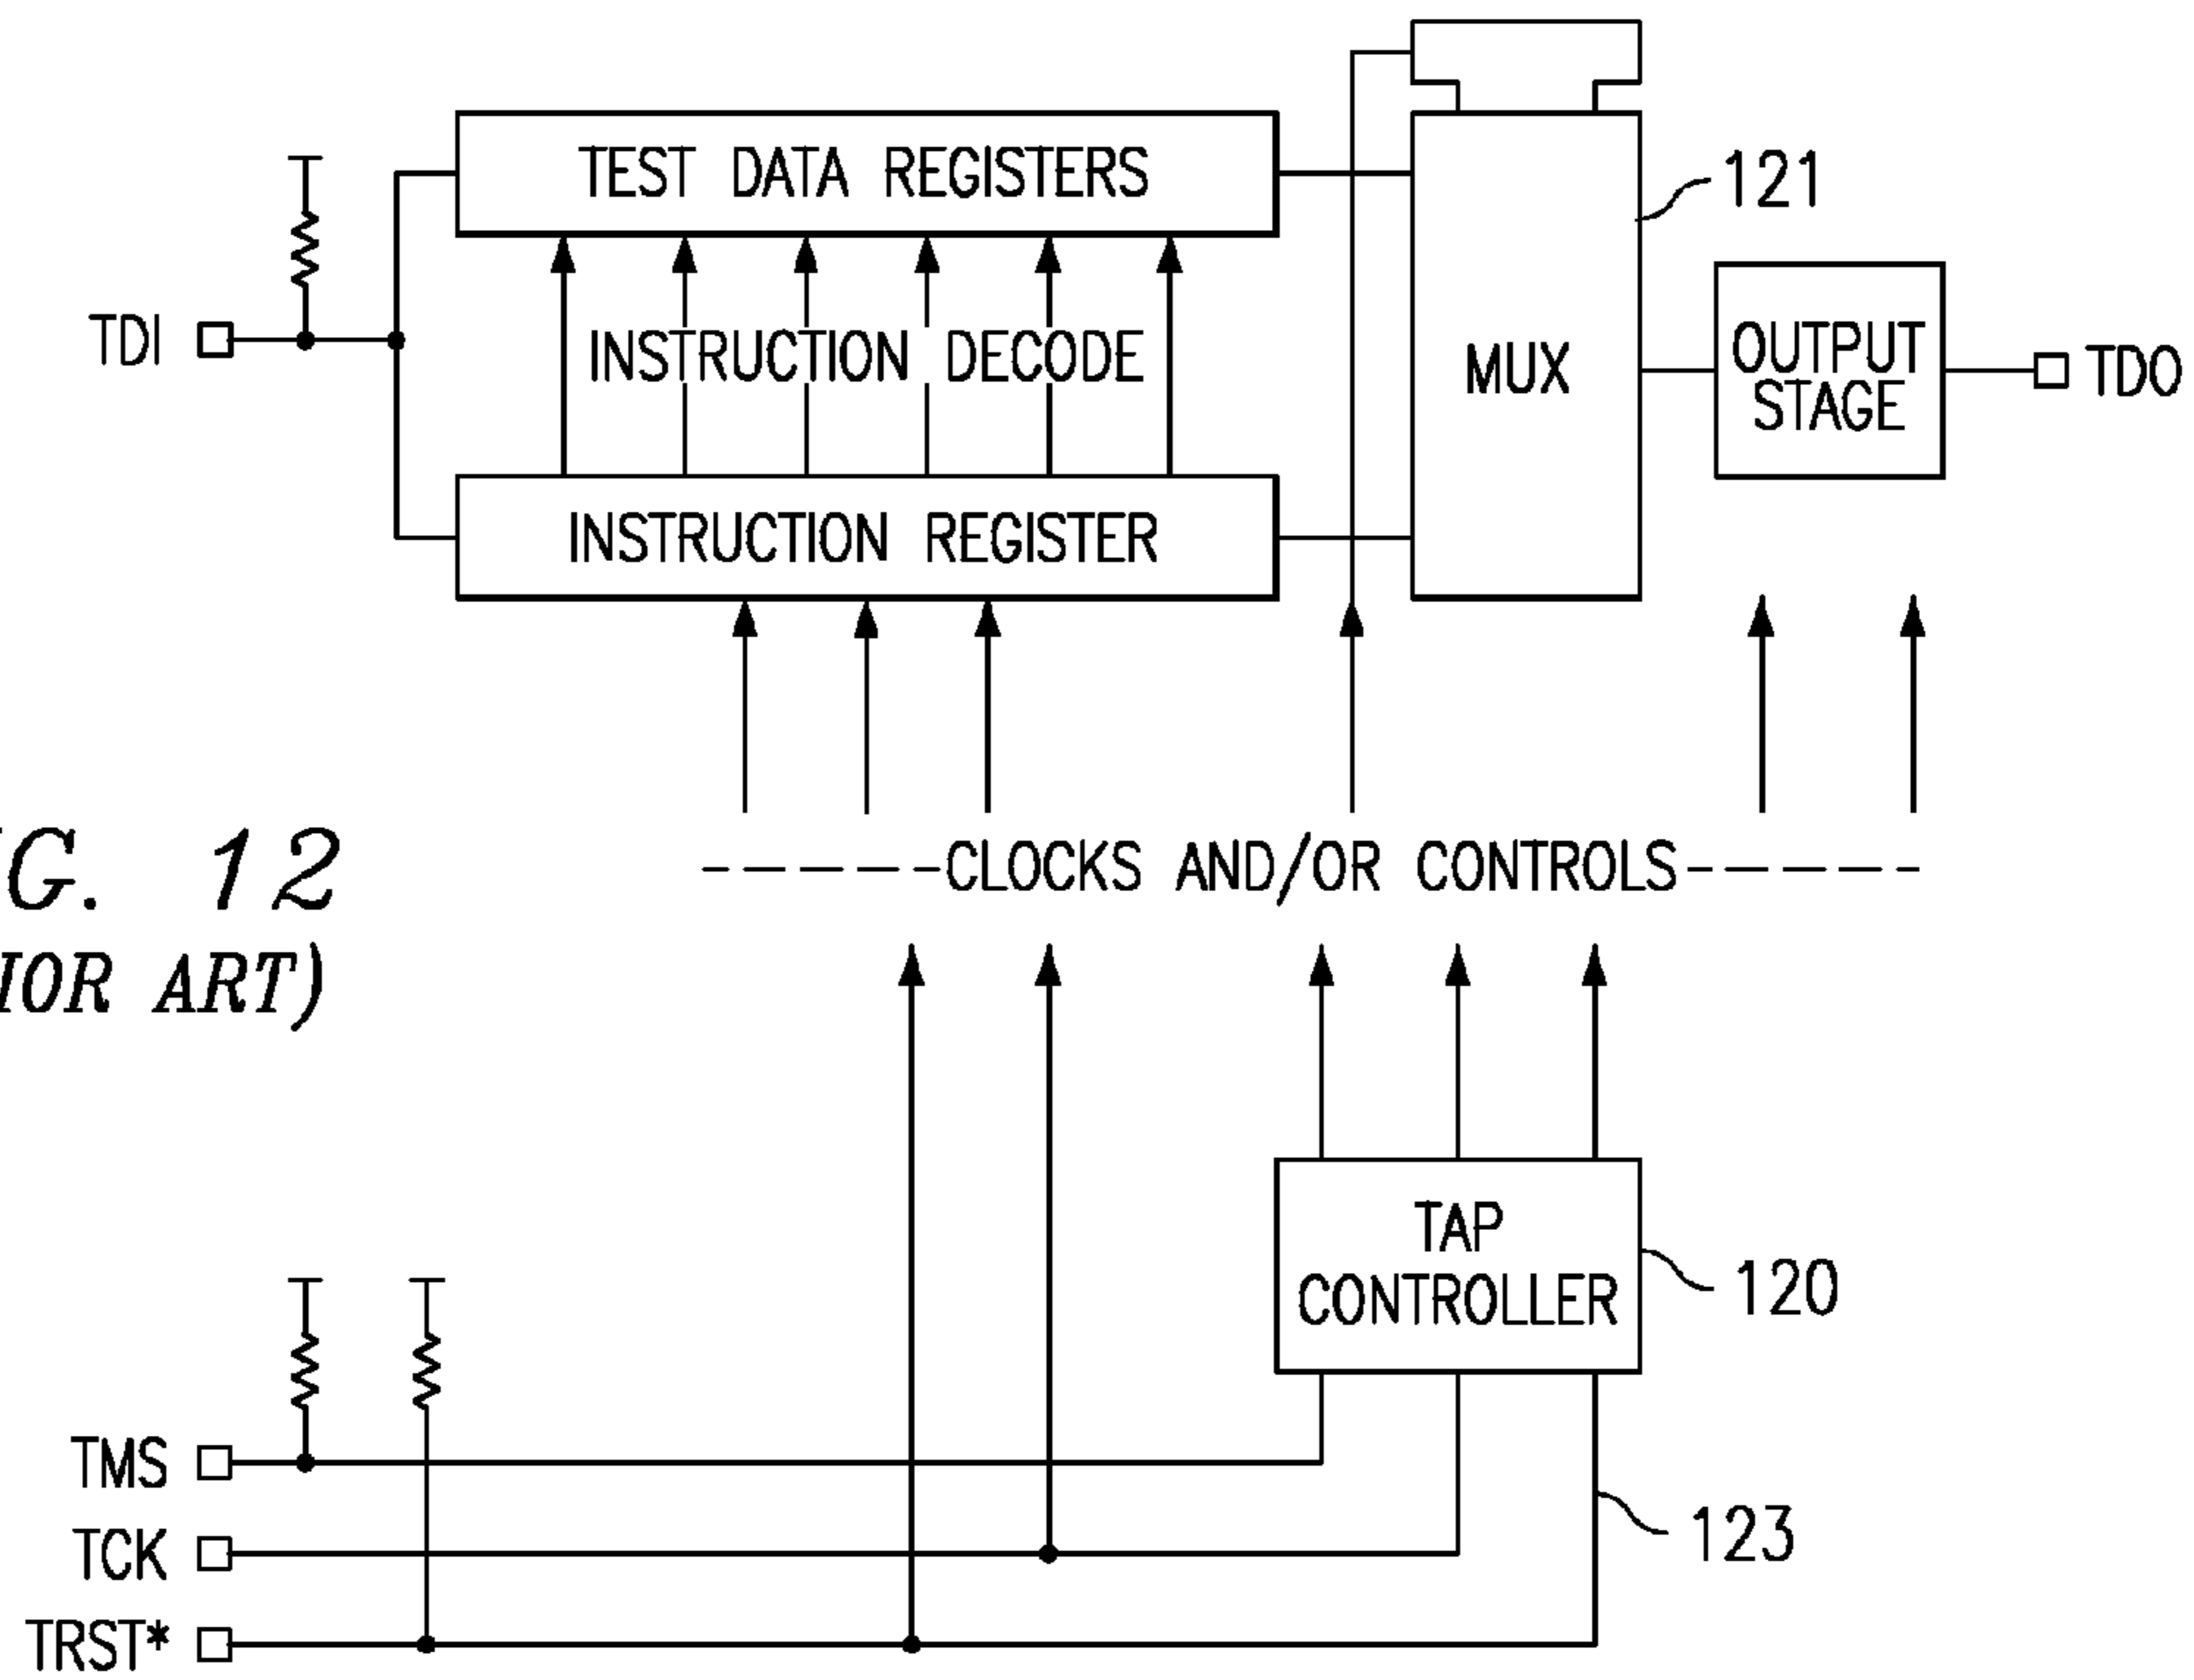 TEST DATA REGISTERS
121
TDI
INSTRUCTION DECODE
MUX
OUTPUT
STAGE
TDO
INSTRUCTION REGISTER
G. 12
CLOCKS AND/OR CONTROLS
IOR ART)
TAP
CONTROLLER
120
TMS
123
TCK
TRST*